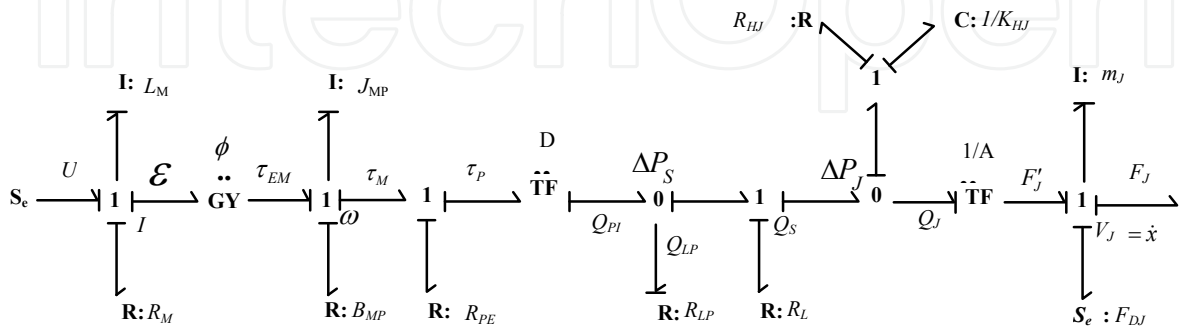 R_HJ :R C: 1/K_HJ
1
I: L_M I: J_MP I: m_J
D
ϕ ΔP_S ΔP_J 1/A
U ε τ_EM τ_M τ_P F'_J F_J
S_e 1 GY 1 1 TF 0 1 0 TF 1
I ω Q_PI Q_S Q_J V_J = ẋ
Q_LP
R: R_M R: B_MP R: R_PE R: R_LP R: R_L S_e : F_DJ
InTechOpen